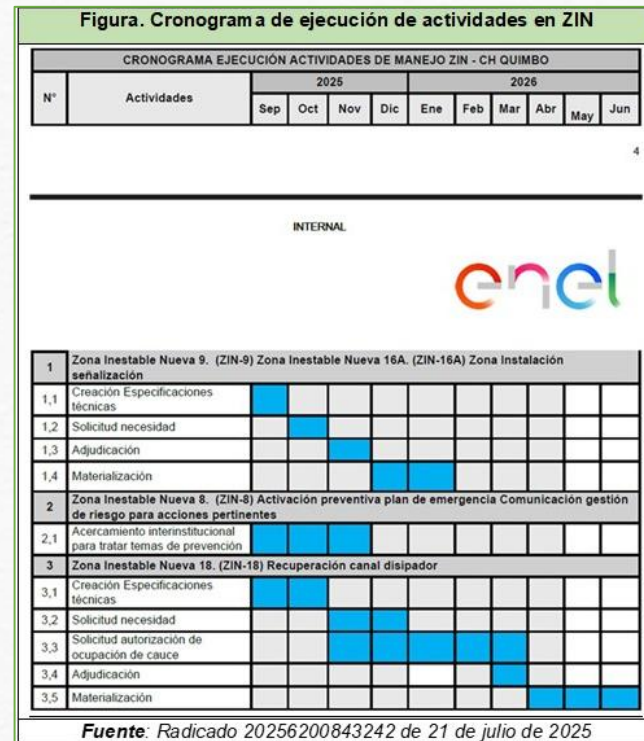 Figura. Cronograma de ejecución de actividades en ZIN
CRONOGRAMA EJECUCIÓN ACTIVIDADES DE MANEJO ZIN - CH QUIMBO
N° Actividades 2025 2026
Sep Oct Nov Dic Ene Feb Mar Abr May Jun
4
INTERNAL
enel
1 Zona Inestable Nueva 9. (ZIN-9) Zona Inestable Nueva 16A. (ZIN-16A) Zona Instalación
señalización
1,1 Creación Especificaciones
técnicas
1,2 Solicitud necesidad
1,3 Adjudicación
1,4 Materialización
2 Zona Inestable Nueva 8. (ZIN-8) Activación preventiva plan de emergencia Comunicación gestión
de riesgo para acciones pertinentes
2,1 Acercamiento interinstitucional
para tratar temas de prevención
3 Zona Inestable Nueva 18. (ZIN-18) Recuperación canal disipador
3,1 Creación Especificaciones
técnicas
3,2 Solicitud necesidad
3,3 Solicitud autorización de
ocupación de cauce
3,4 Adjudicación
3,5 Materialización
Fuente: Radicado 20256200843242 de 21 de julio de 2025